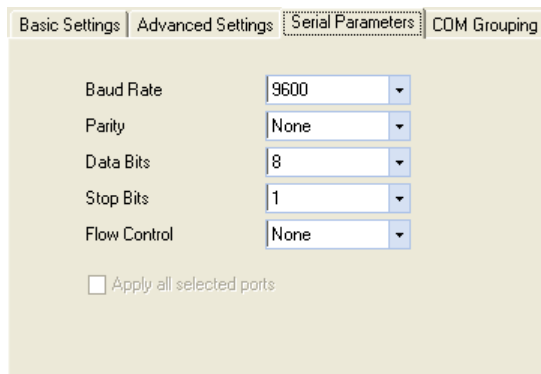 Basic Settings Advanced Settings Serial Parameters COM Grouping
Baud Rate 9600
Parity None
Data Bits 8
Stop Bits 1
Flow Control None
Apply all selected ports